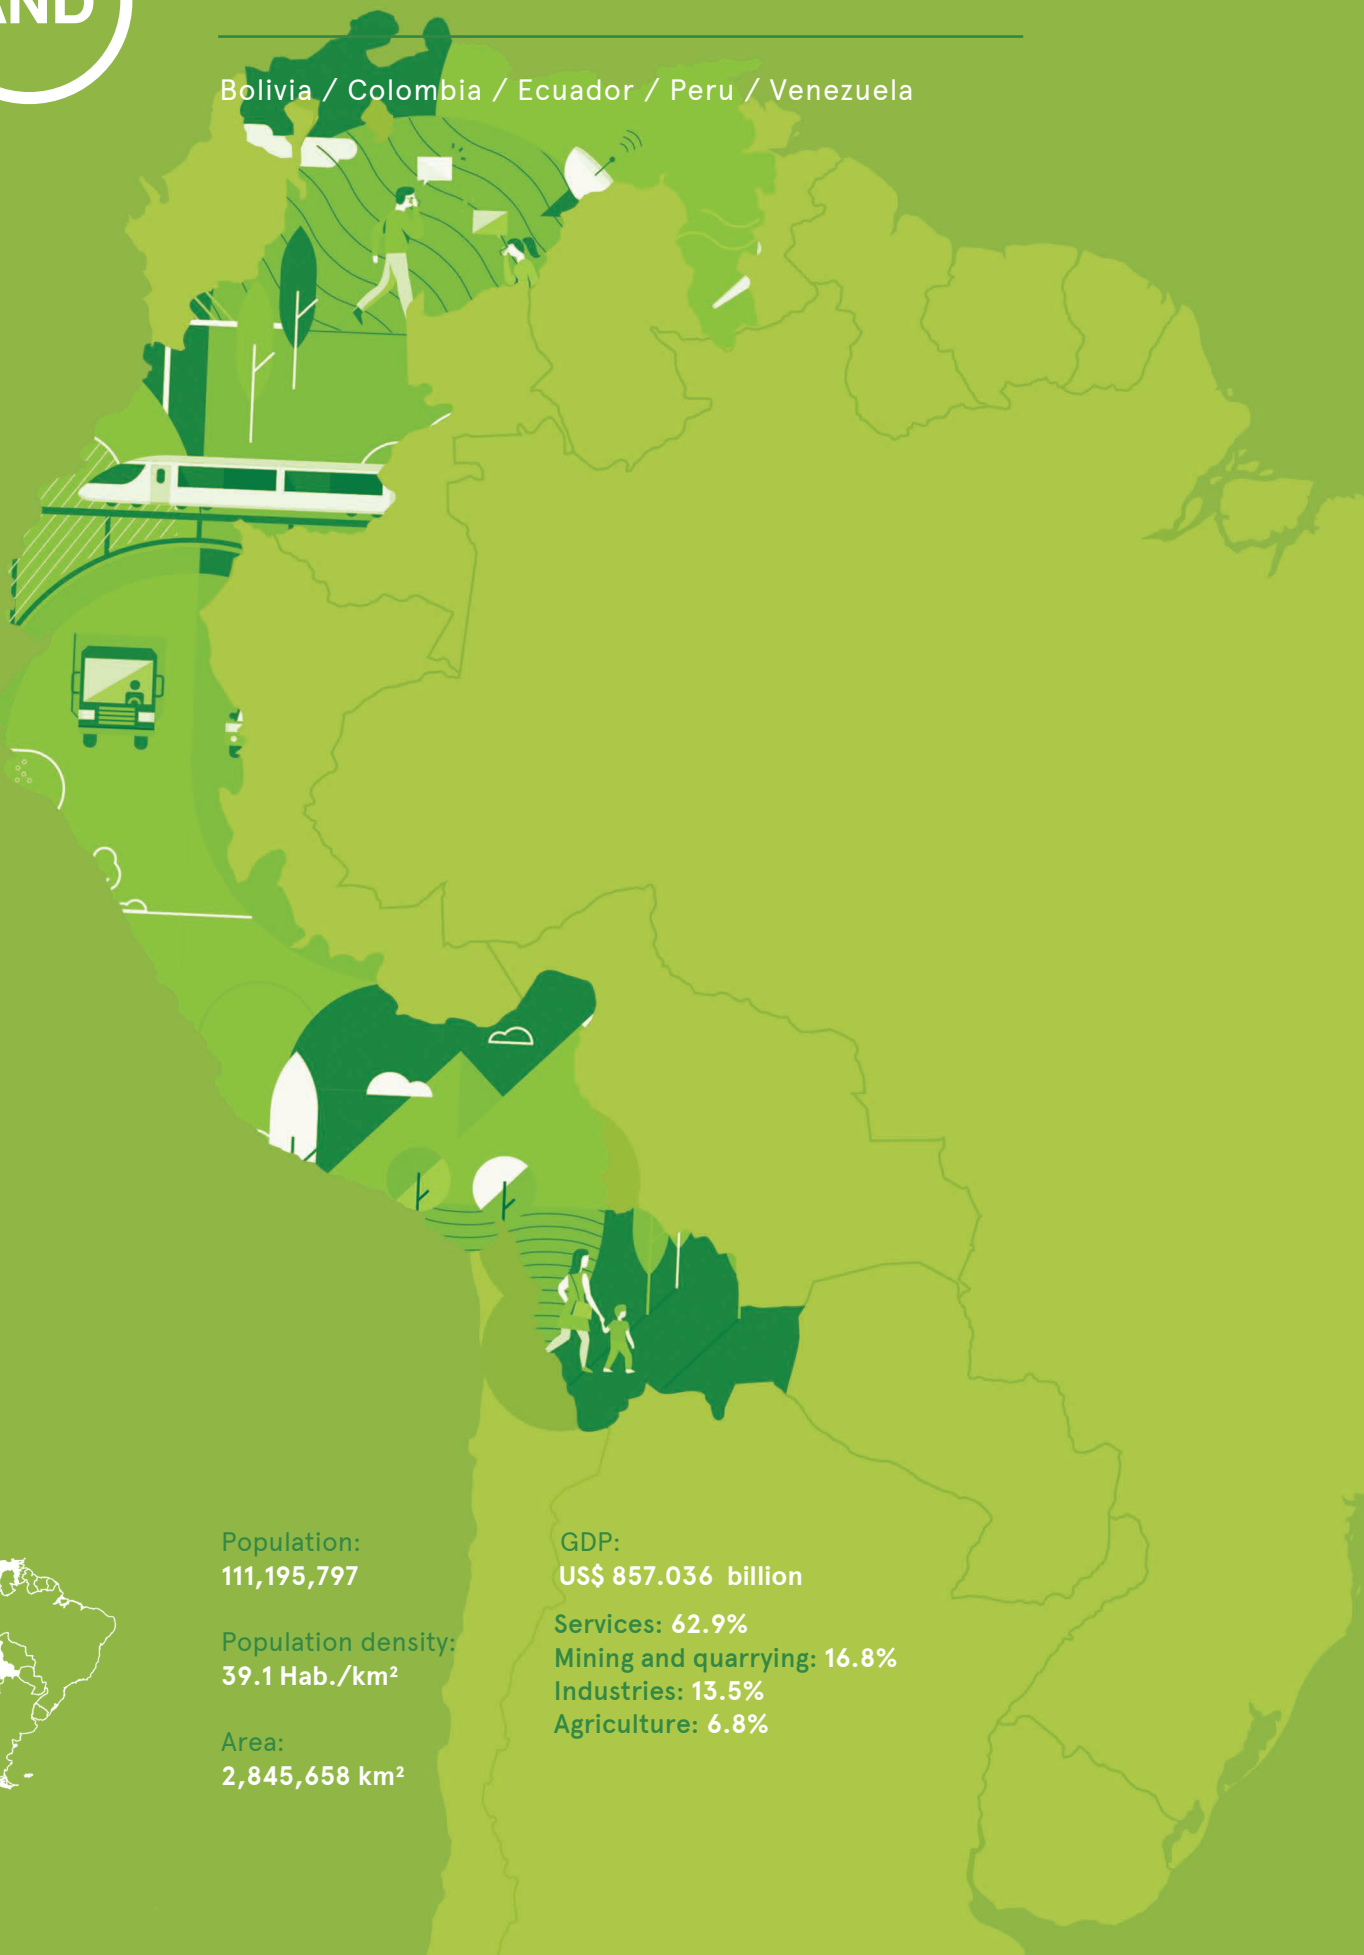 AND
Bolivia / Colombia / Ecuador / Peru / Venezuela
Population:
111,195,797
Population density:
39.1 Hab./km²
Area:
2,845,658 km²
GDP:
US$ 857.036 billion
Services: 62.9%
Mining and quarrying: 16.8%
Industries: 13.5%
Agriculture: 6.8%